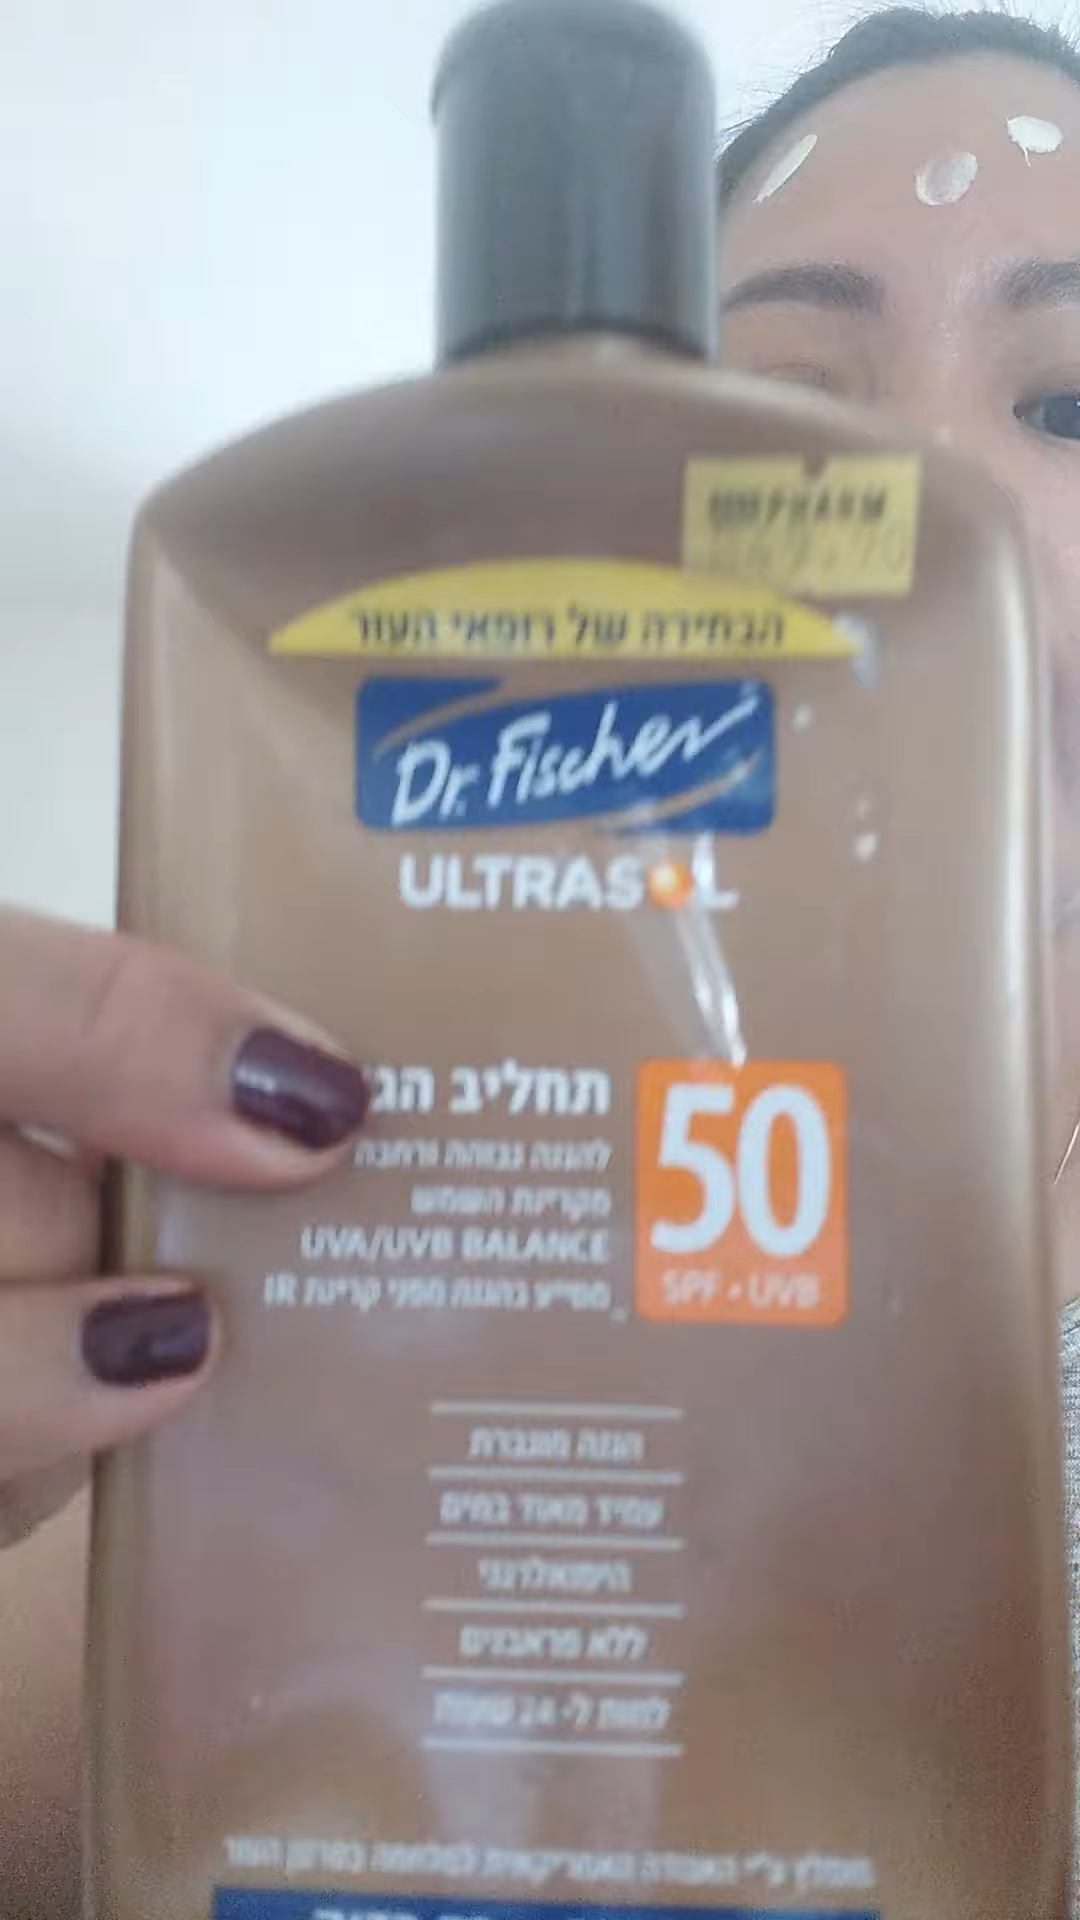 הבחירה של רופאי העור
Dr. Fischer
ULTRASOL
תחליב הג
להגנה גבוהה ורחבה
מקרינת השמש
UVA/UVB BALANCE
מסייע בהגנה מפני קרינת IR
50
SPF • UVB
הגנה מוגברת
עמיד מאוד במים
היפואלרגני
ללא פראבנים
לחות ל- 24 שעות